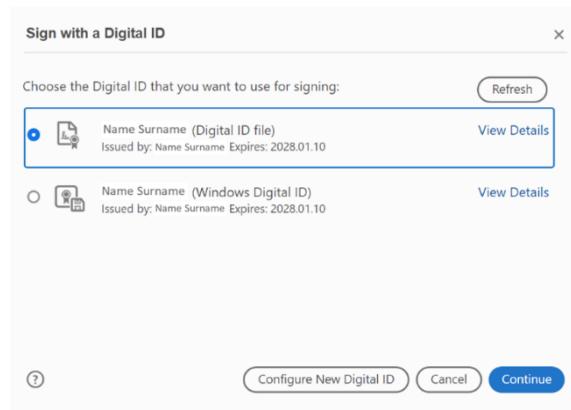 Sign with a Digital ID
Choose the Digital ID that you want to use for signing:
Refresh
Name Surname (Digital ID file)
View Details
Issued by: Name Surname Expires: 2028.01.10
Name Surname (Windows Digital ID)
View Details
Issued by: Name Surname Expires: 2028.01.10
?
Configure New Digital ID
Cancel
Continue